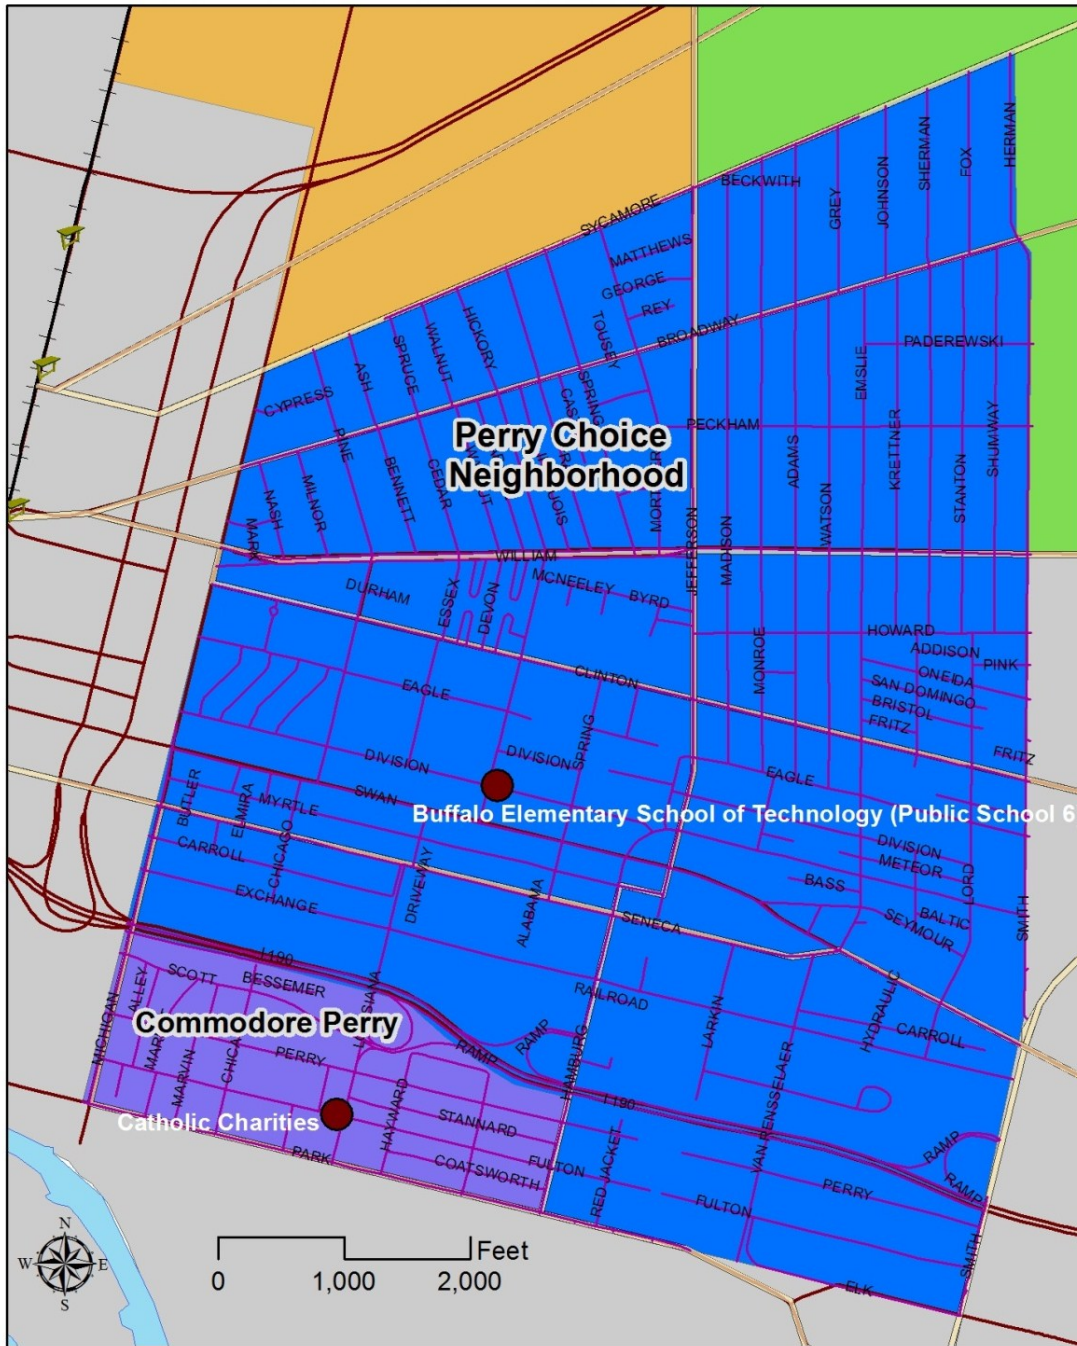 SYCAMORE
BECKWITH
GREY
JOHNSON
SHERMAN
FOX
HERMAN
MATTHEWS
GEORGE
REY
BROADWAY
TOUSEY
HICKORY
WALNUT
SPRUCE
ASH
CYPRESS
PINE
SPRING
PADEREWSKI
EMSLIE
PECKHAM
Perry Choice
Neighborhood
KRETTNER
SHUMWAY
STANTON
ADAMS
WATSON
MADISON
JEFFERSON
CEDAR
BENNETT
MILNOR
NASH
MARK
WILLIAM
MCNEELEY
BYRD
DURHAM
ESSEX
DEVON
HOWARD
ADDISON
PINK
ONEIDA
SAN DOMINGO
BRISTOL
FRITZ
FRITZ
MONROE
CLINTON
EAGLE
SPRING
DIVISION
DIVISION
EAGLE
SWAN
BUTLER
ELMIRA
MYRTLE
CHICAGO
CARROLL
EXCHANGE
Buffalo Elementary School of Technology (Public School 6
DIVISION
METEOR
BASS
LORD
BALTIC
SEYMOUR
SMITH
DRIVEWAY
ALABAMA
SENECA
I 190
SCOTT
BESSEMER
ALLEY
MICHIGAN
RAILROAD
LARKIN
HYDRAULIC
CARROLL
Commodore Perry
PERRY
RAMP
RAMP
HAMBURG
I 190
MARVIN
VAN RENSSELAER
Catholic Charities
HAYWARD
STANNARD
PARK
COATSWORTH
FULTON
RED JACKET
FULTON
PERRY
RAMP
RAMP
SMITH
ELK
N
W
E
S
Feet
0
1,000
2,000